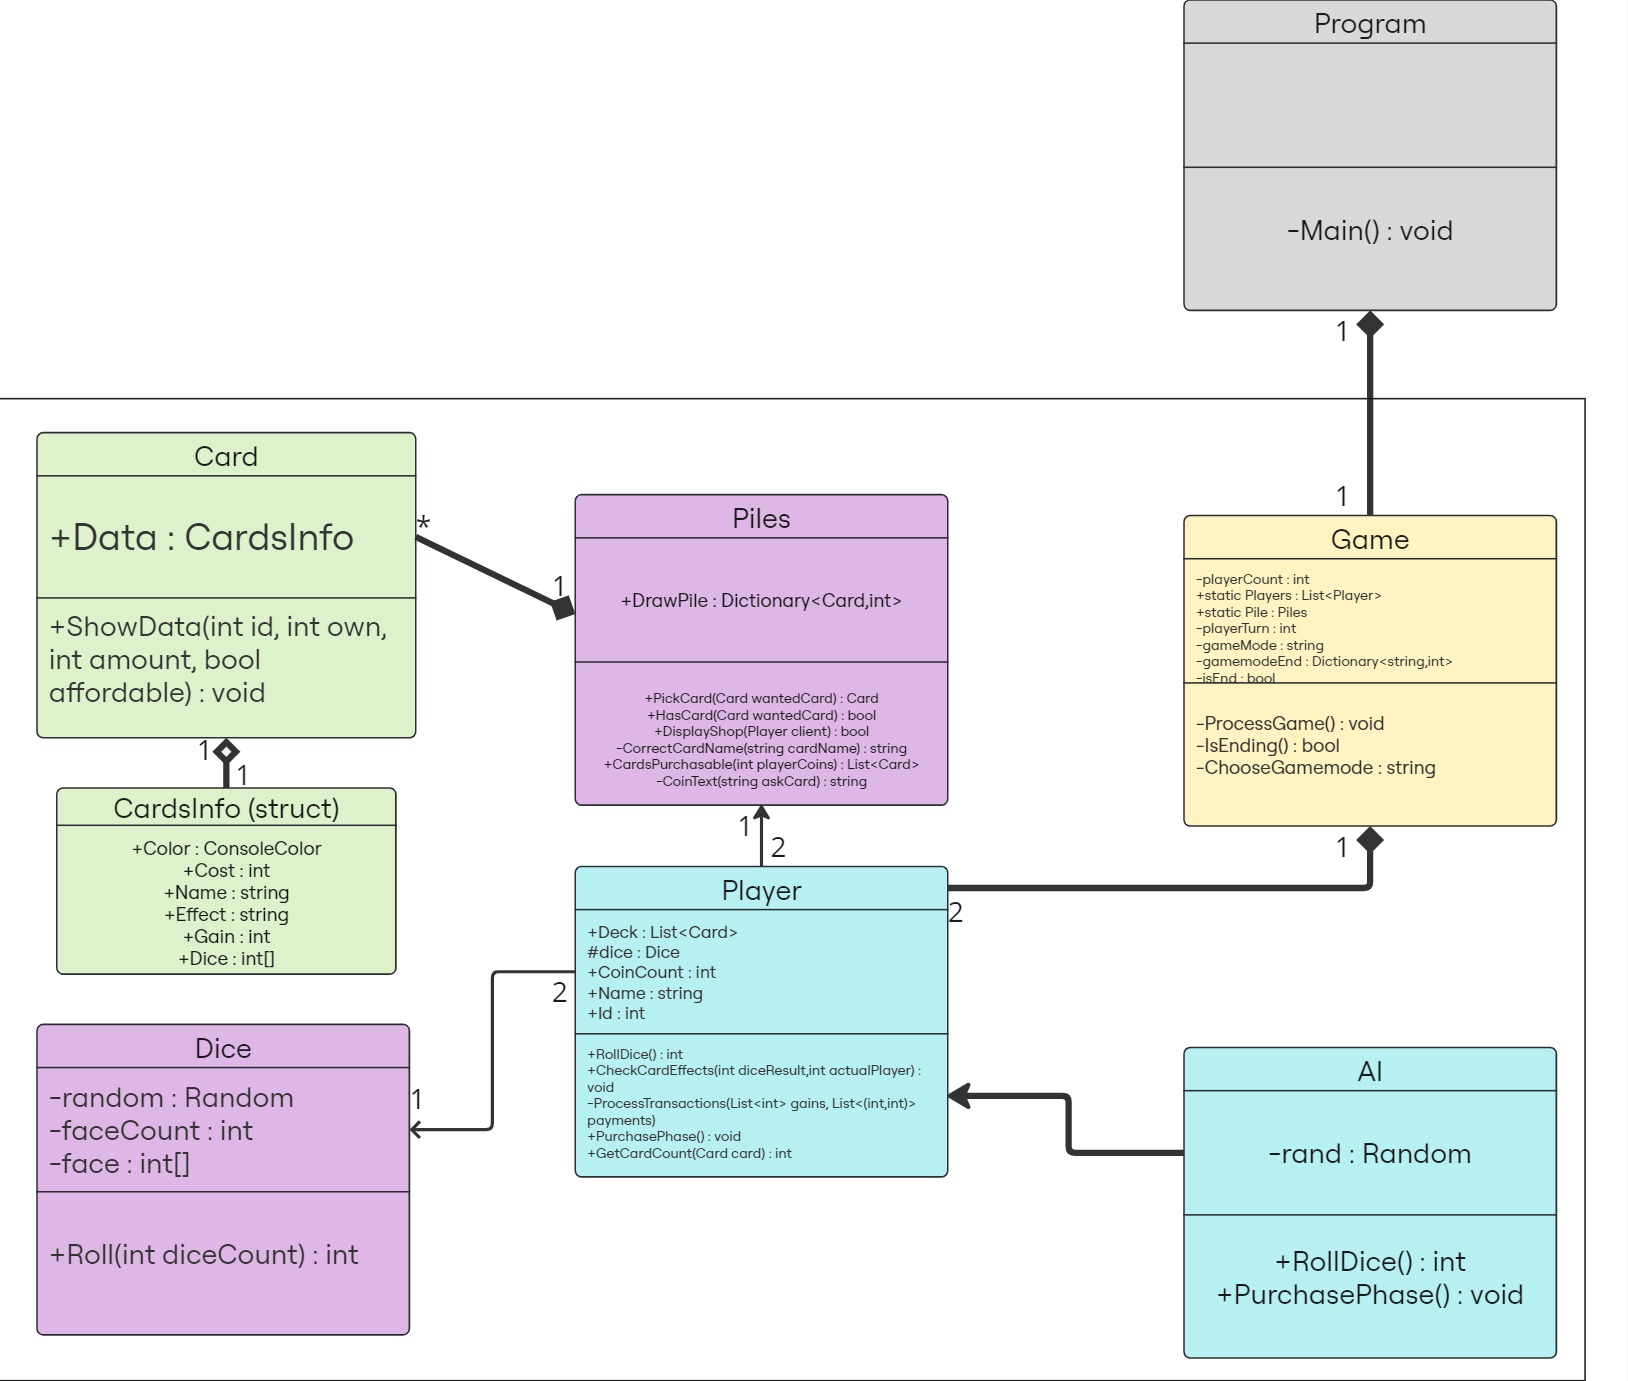 Program
-Main() : void
1
1
Card
+Data : CardsInfo
+ShowData(int id, int own,
int amount, bool
affordable) : void
*
1
Piles
+DrawPile : Dictionary<Card,int>
+PickCard(Card wantedCard) : Card
+HasCard(Card wantedCard) : bool
+DisplayShop(Player client) : bool
-CorrectCardName(string cardName) : string
+CardsPurchasable(int playerCoins) : List<Card>
-CoinText(string askCard) : string
Game
-playerCount : int
+static Players : List<Player>
+static Pile : Piles
-playerTurn : int
-gameMode : string
-gamemodeEnd : Dictionary<string,int>
-isEnd : bool
-ProcessGame() : void
-IsEnding() : bool
-ChooseGamemode : string
1
1
CardsInfo (struct)
+Color : ConsoleColor
+Cost : int
+Name : string
+Effect : string
+Gain : int
+Dice : int[]
1
2
1
2
Player
+Deck : List<Card>
#dice : Dice
+CoinCount : int
+Name : string
+Id : int
+RollDice() : int
+CheckCardEffects(int diceResult,int actualPlayer) :
void
-ProcessTransactions(List<int> gains, List<(int,int)>
payments)
+PurchasePhase() : void
+GetCardCount(Card card) : int
2
1
Dice
-random : Random
-faceCount : int
-face : int[]
+Roll(int diceCount) : int
AI
-rand : Random
+RollDice() : int
+PurchasePhase() : void